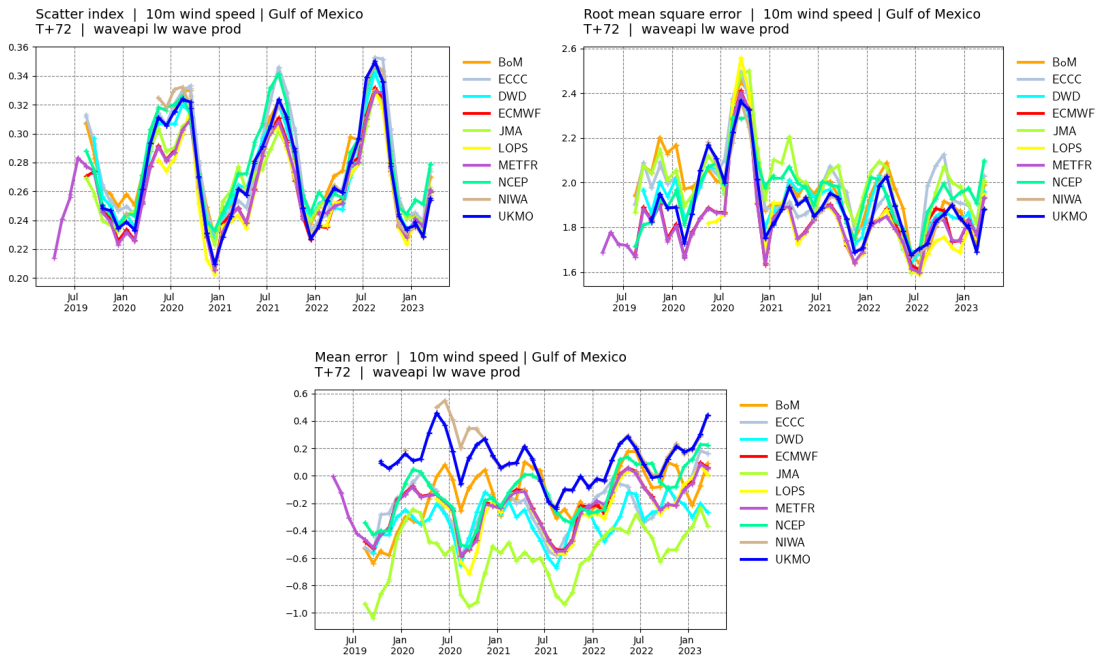 Scatter index | 10m wind speed | Gulf of Mexico
T+72 | waveapi lw wave prod
0.36
0.34
0.32
0.30
0.28
0.26
0.24
0.22
0.20
Jul
2019
Jan
2020
Jul
2020
Jan
2021
Jul
2021
Jan
2022
Jul
2022
Jan
2023
BoM
ECCC
DWD
ECMWF
JMA
LOPS
METFR
NCEP
NIWA
UKMO
Root mean square error | 10m wind speed | Gulf of Mexico
T+72 | waveapi lw wave prod
2.6
2.4
2.2
2.0
1.8
1.6
Jul
2019
Jan
2020
Jul
2020
Jan
2021
Jul
2021
Jan
2022
Jul
2022
Jan
2023
BoM
ECCC
DWD
ECMWF
JMA
LOPS
METFR
NCEP
NIWA
UKMO
Mean error | 10m wind speed | Gulf of Mexico
T+72 | waveapi lw wave prod
0.6
0.4
0.2
0.0
−0.2
−0.4
−0.6
−0.8
−1.0
Jul
2019
Jan
2020
Jul
2020
Jan
2021
Jul
2021
Jan
2022
Jul
2022
Jan
2023
BoM
ECCC
DWD
ECMWF
JMA
LOPS
METFR
NCEP
NIWA
UKMO